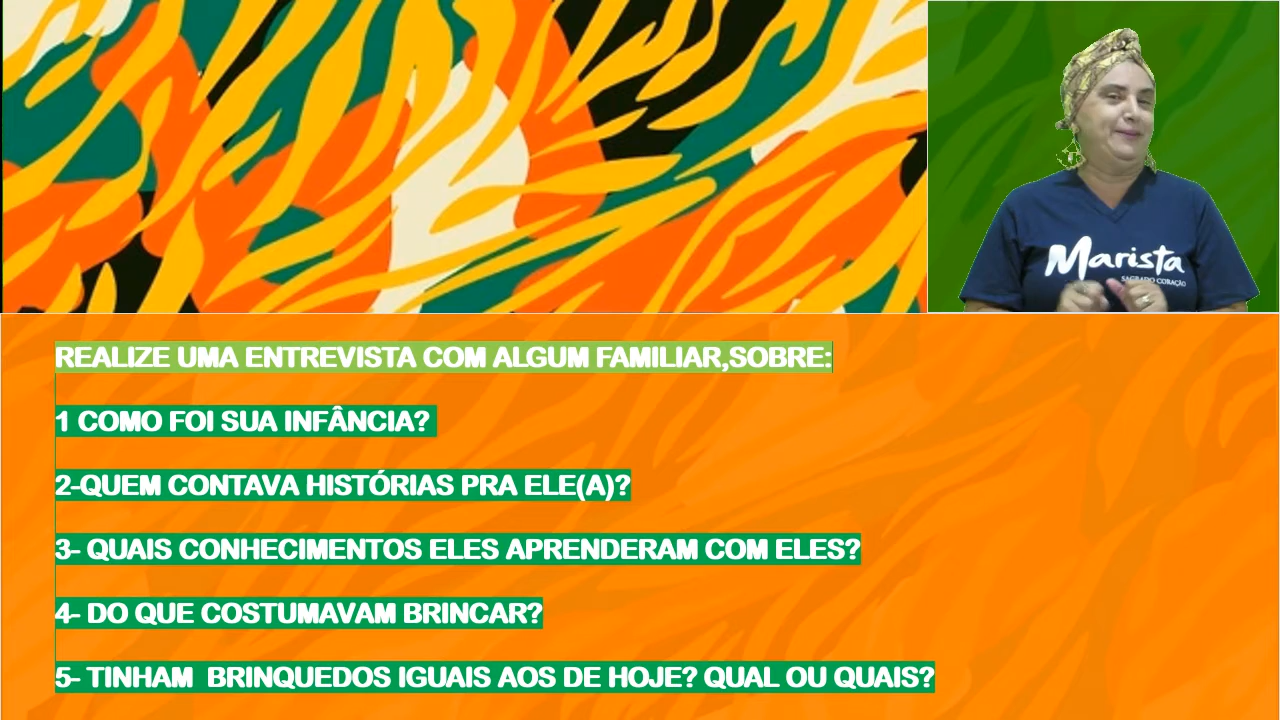 Marista
SAGRADO CORAÇÃO
REALIZE UMA ENTREVISTA COM ALGUM FAMILIAR,SOBRE:
1 COMO FOI SUA INFÂNCIA?
2-QUEM CONTAVA HISTÓRIAS PRA ELE(A)?
3- QUAIS CONHECIMENTOS ELES APRENDERAM COM ELES?
4- DO QUE COSTUMAVAM BRINCAR?
5- TINHAM  BRINQUEDOS IGUAIS AOS DE HOJE? QUAL OU QUAIS?